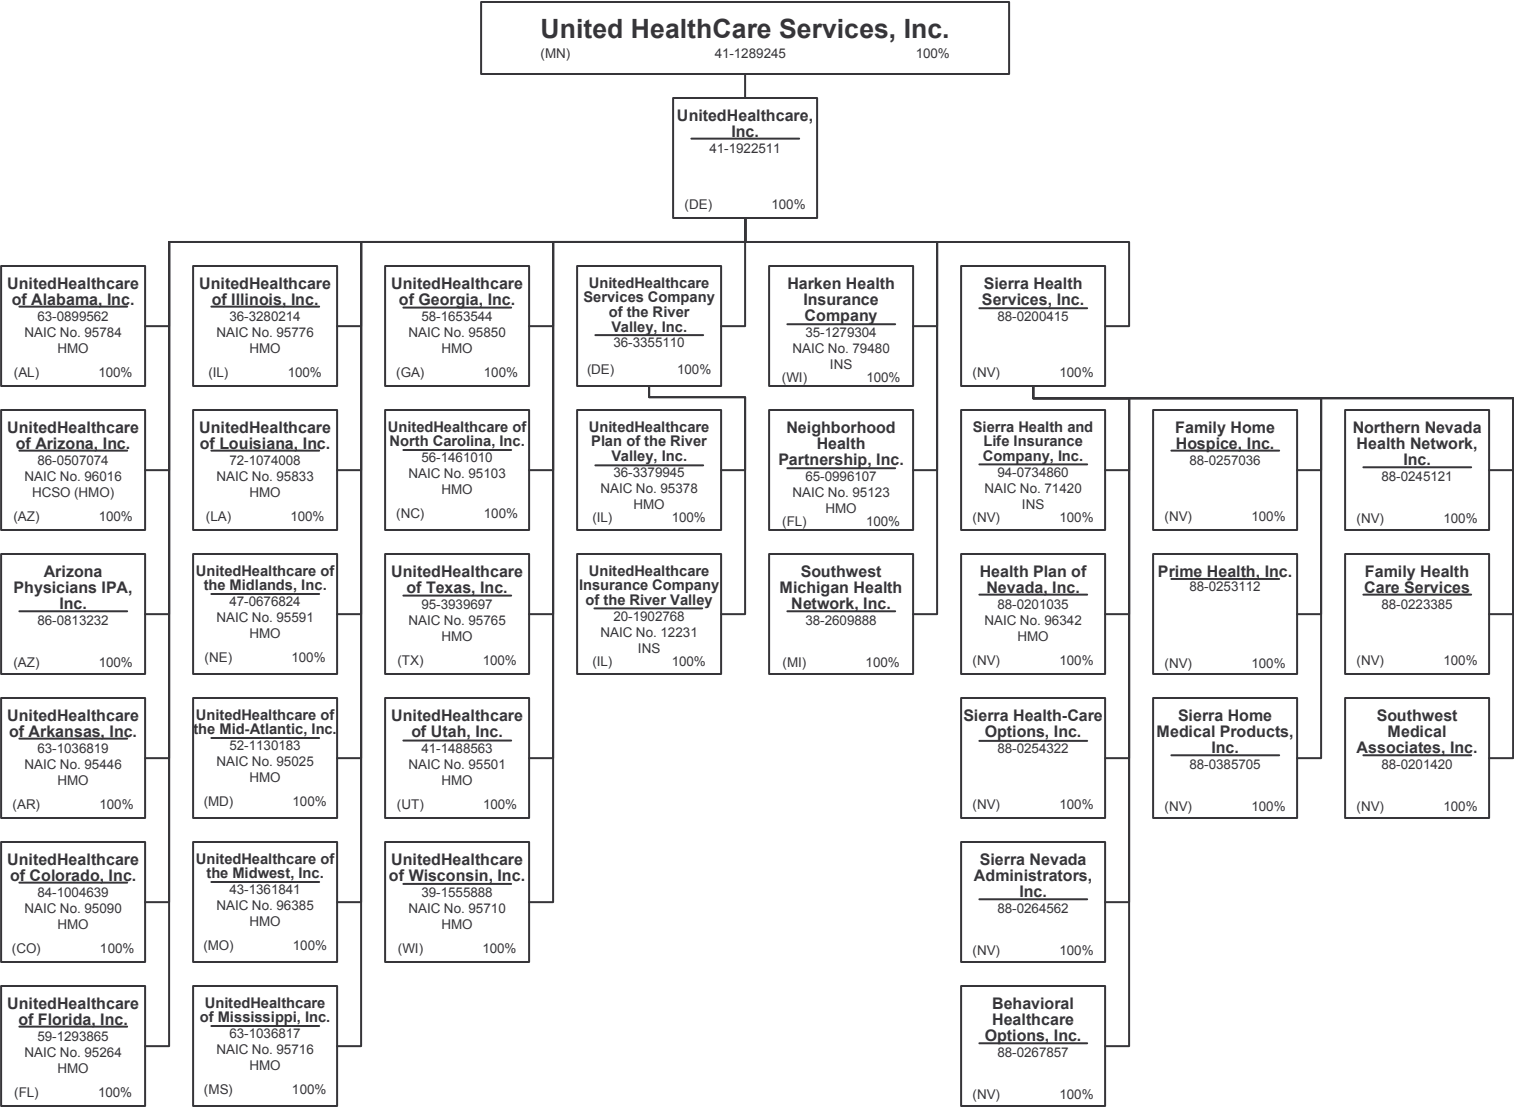 United HealthCare Services, Inc.
(MN) 41-1289245 100%
UnitedHealthcare,
Inc.
41-1922511
(DE) 100%
UnitedHealthcare
of Alabama, Inc.
63-0899562
NAIC No. 95784
HMO
(AL) 100%
UnitedHealthcare
of Illinois, Inc.
36-3280214
NAIC No. 95776
HMO
(IL) 100%
UnitedHealthcare
of Georgia, Inc.
58-1653544
NAIC No. 95850
HMO
(GA) 100%
UnitedHealthcare
Services Company
of the River
Valley, Inc.
36-3355110
(DE) 100%
Harken Health
Insurance
Company
35-1279304
NAIC No. 79480
INS
(WI) 100%
Sierra Health
Services, Inc.
88-0200415
(NV) 100%
UnitedHealthcare
of Arizona, Inc.
86-0507074
NAIC No. 96016
HCSO (HMO)
(AZ) 100%
UnitedHealthcare
of Louisiana, Inc.
72-1074008
NAIC No. 95833
HMO
(LA) 100%
UnitedHealthcare of
North Carolina, Inc.
56-1461010
NAIC No. 95103
HMO
(NC) 100%
UnitedHealthcare
Plan of the River
Valley, Inc.
36-3379945
NAIC No. 95378
HMO
(IL) 100%
Neighborhood
Health
Partnership, Inc.
65-0996107
NAIC No. 95123
HMO
(FL) 100%
Sierra Health and
Life Insurance
Company, Inc.
94-0734860
NAIC No. 71420
INS
(NV) 100%
Family Home
Hospice, Inc.
88-0257036
(NV) 100%
Northern Nevada
Health Network,
Inc.
88-0245121
(NV) 100%
Arizona
Physicians IPA,
Inc.
86-0813232
(AZ) 100%
UnitedHealthcare of
the Midlands, Inc.
47-0676824
NAIC No. 95591
HMO
(NE) 100%
UnitedHealthcare
of Texas, Inc.
95-3939697
NAIC No. 95765
HMO
(TX) 100%
UnitedHealthcare
Insurance Company
of the River Valley
20-1902768
NAIC No. 12231
INS
(IL) 100%
Southwest
Michigan Health
Network, Inc.
38-2609888
(MI) 100%
Health Plan of
Nevada, Inc.
88-0201035
NAIC No. 96342
HMO
(NV) 100%
Prime Health, Inc.
88-0253112
(NV) 100%
Family Health
Care Services
88-0223385
(NV) 100%
UnitedHealthcare
of Arkansas, Inc.
63-1036819
NAIC No. 95446
HMO
(AR) 100%
UnitedHealthcare of
the Mid-Atlantic, Inc.
52-1130183
NAIC No. 95025
HMO
(MD) 100%
UnitedHealthcare
of Utah, Inc.
41-1488563
NAIC No. 95501
HMO
(UT) 100%
Sierra Health-Care
Options, Inc.
88-0254322
(NV) 100%
Sierra Home
Medical Products,
Inc.
88-0385705
(NV) 100%
Southwest
Medical
Associates, Inc.
88-0201420
(NV) 100%
UnitedHealthcare
of Colorado, Inc.
84-1004639
NAIC No. 95090
HMO
(CO) 100%
UnitedHealthcare of
the Midwest, Inc.
43-1361841
NAIC No. 96385
HMO
(MO) 100%
UnitedHealthcare
of Wisconsin, Inc.
39-1555888
NAIC No. 95710
HMO
(WI) 100%
Sierra Nevada
Administrators,
Inc.
88-0264562
(NV) 100%
UnitedHealthcare
of Florida, Inc.
59-1293865
NAIC No. 95264
HMO
(FL) 100%
UnitedHealthcare
of Mississippi, Inc.
63-1036817
NAIC No. 95716
HMO
(MS) 100%
Behavioral
Healthcare
Options, Inc.
88-0267857
(NV) 100%